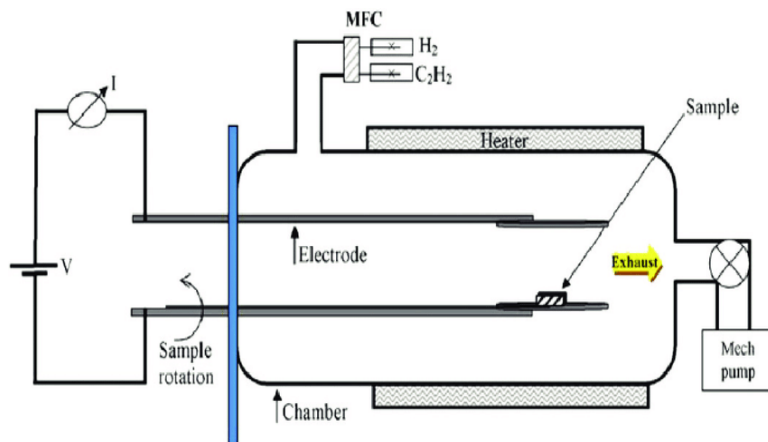 MFC
H₂
C₂H₂
I
Sample
Heater
Electrode
Exhaust
V
Sample
rotation
Mech
pump
Chamber